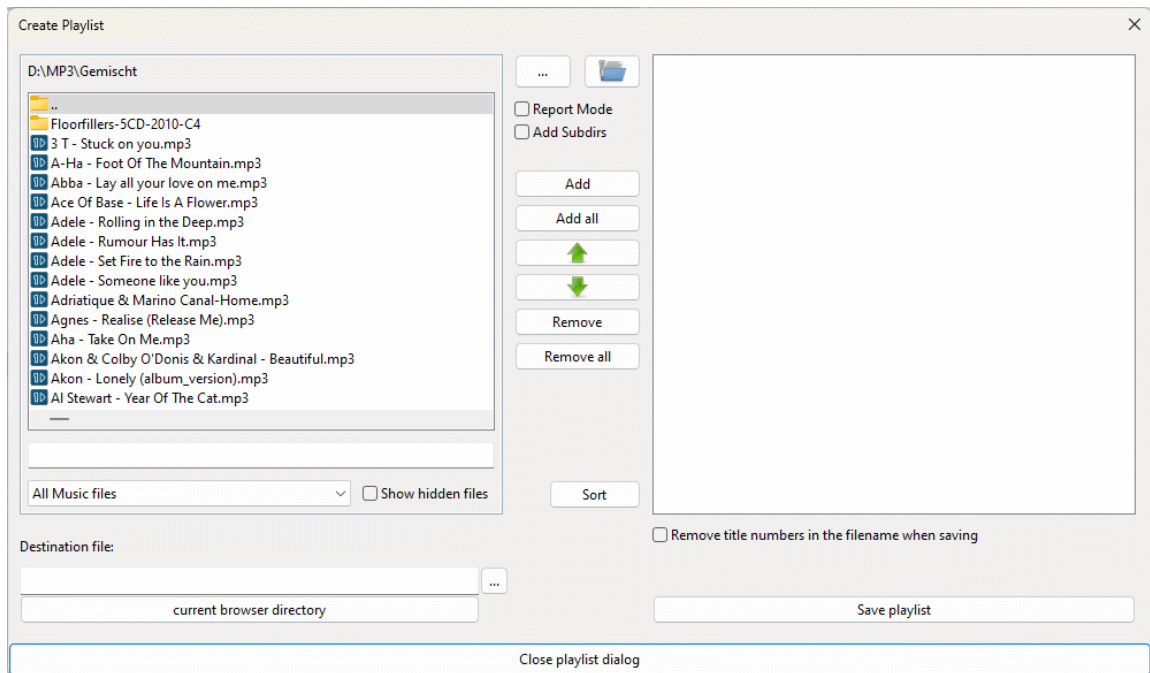 Create Playlist
D:\MP3\Gemischt
..
Floorfillers-5CD-2010-C4
3 T - Stuck on you.mp3
A-Ha - Foot Of The Mountain.mp3
Abba - Lay all your love on me.mp3
Ace Of Base - Life Is A Flower.mp3
Adele - Rolling in the Deep.mp3
Adele - Rumour Has It.mp3
Adele - Set Fire to the Rain.mp3
Adele - Someone like you.mp3
Adriatique & Marino Canal-Home.mp3
Agnes - Realise (Release Me).mp3
Aha - Take On Me.mp3
Akon & Colby O'Donis & Kardinal - Beautiful.mp3
Akon - Lonely (album_version).mp3
Al Stewart - Year Of The Cat.mp3
All Music files
Show hidden files
...
Report Mode
Add Subdirs
Add
Add all
Remove
Remove all
Sort
Remove title numbers in the filename when saving
Destination file:
...
current browser directory
Save playlist
Close playlist dialog